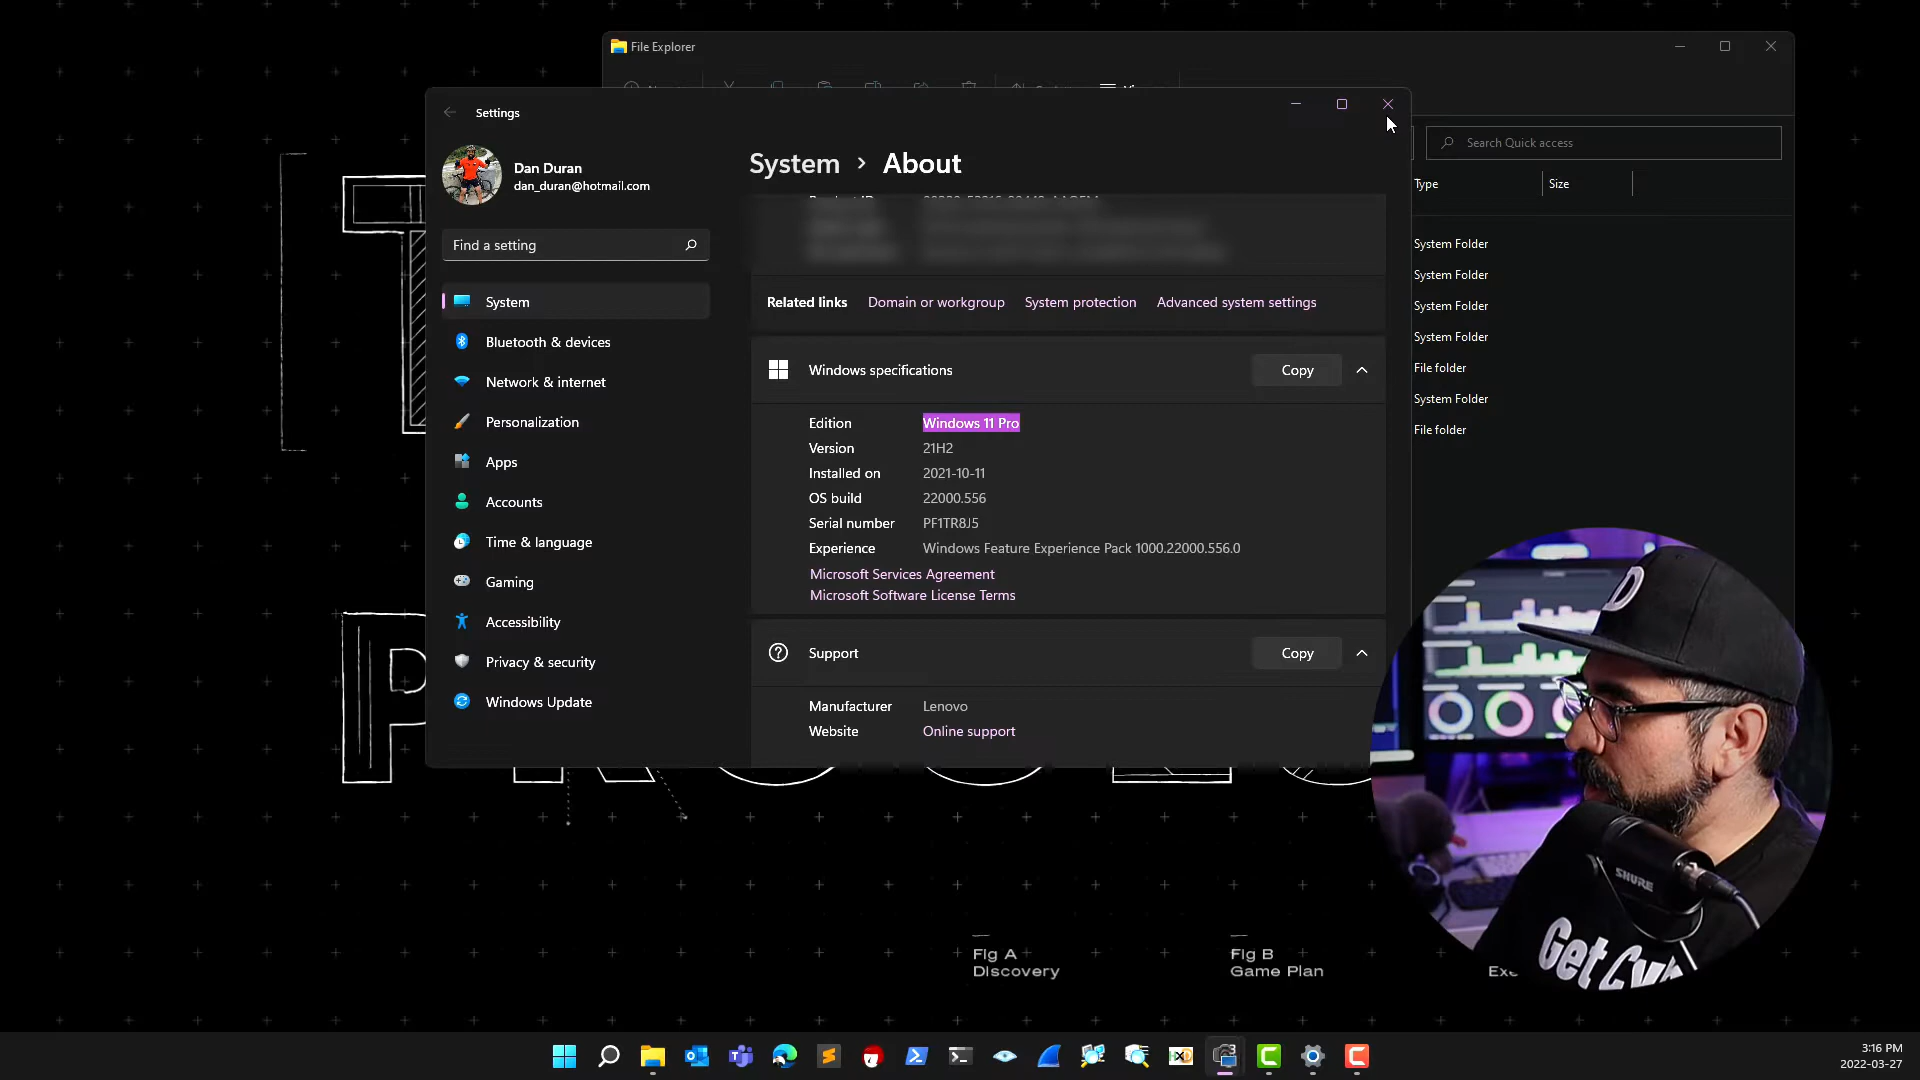 File Explorer
Settings
Search Quick access
Dan Duran
dan_duran@hotmail.com
System > About
Type
Size
Find a setting
System Folder
System Folder
System Folder
System Folder
File folder
System Folder
File folder
System
Bluetooth & devices
Network & internet
Personalization
Apps
Accounts
Time & language
Gaming
Accessibility
Privacy & security
Windows Update
Related links
Domain or workgroup
System protection
Advanced system settings
Windows specifications
Copy
Edition Windows 11 Pro
Version 21H2
Installed on 2021-10-11
OS build 22000.556
Serial number PF1TR8J5
Experience Windows Feature Experience Pack 1000.22000.556.0
Microsoft Services Agreement
Microsoft Software License Terms
Support
Copy
Manufacturer Lenovo
Website Online support
SHURE
Fig A
Discovery
Fig B
Game Plan
3:16 PM
2022-03-27